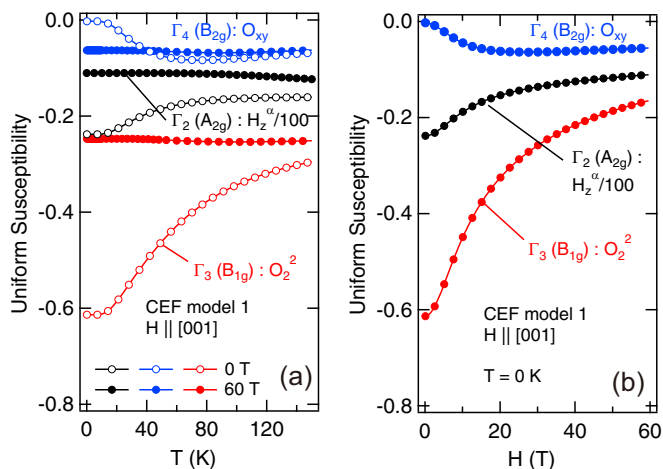 0.0
-0.2
-0.4
-0.6
-0.8
Uniform Susceptibility
Γ4 (B2g): Oxy
Γ2 (A2g) : Hzα/100
Γ3 (B1g) : O22
CEF model 1
H || [001]
0 T
60 T
(a)
0 40 80 120
T (K)
0.0
-0.2
-0.4
-0.6
-0.8
Uniform Susceptibility
Γ4 (B2g): Oxy
Γ2 (A2g) :
Hzα/100
Γ3 (B1g) : O22
CEF model 1
H || [001]
T = 0 K
(b)
0 20 40 60
H (T)